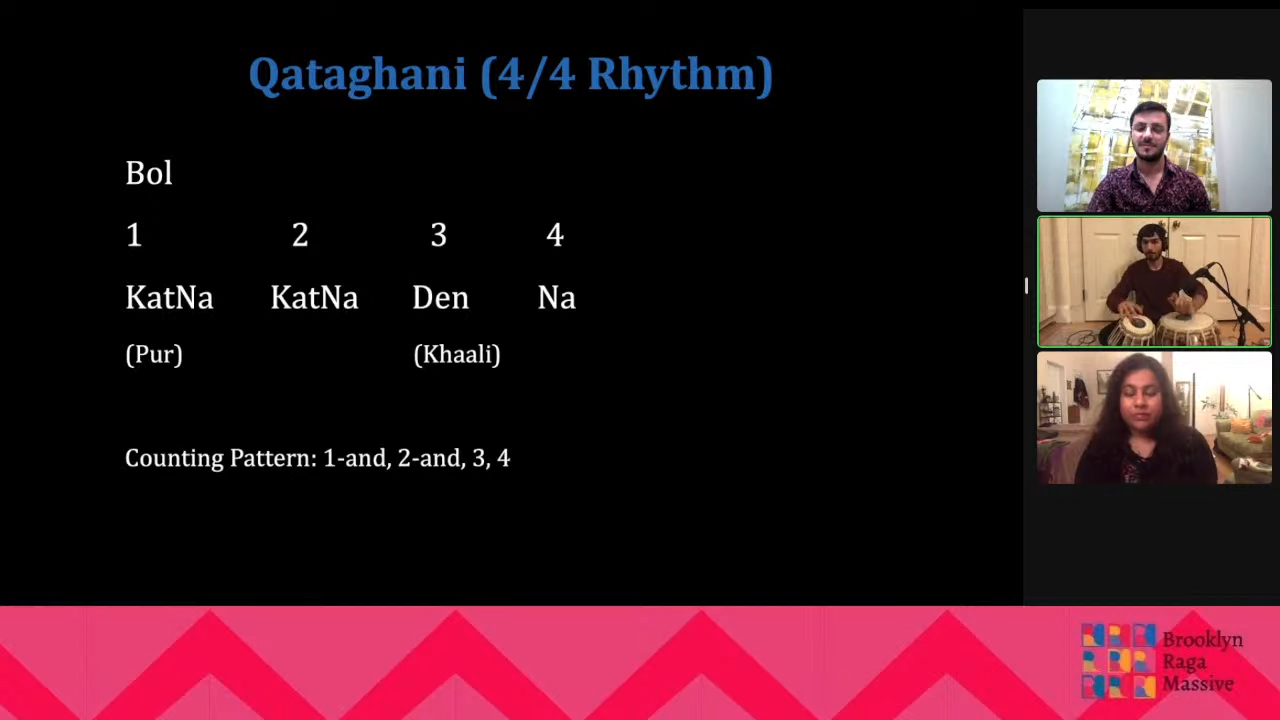 Qataghani (4/4 Rhythm)
Bol
1 2 3 4
KatNa KatNa Den Na
(Pur) (Khaali)
Counting Pattern: 1-and, 2-and, 3, 4
Brooklyn
Raga
Massive